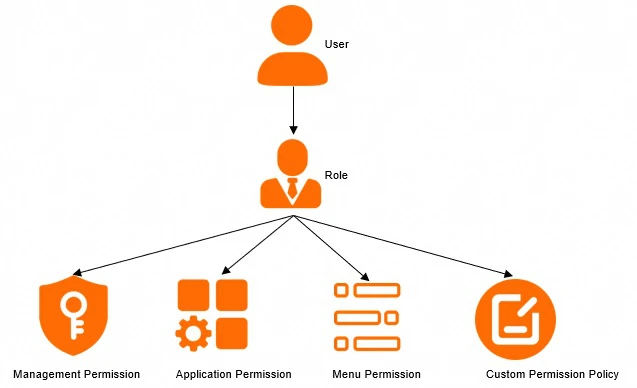 User
Role
Management Permission
Application Permission
Menu Permission
Custom Permission Policy